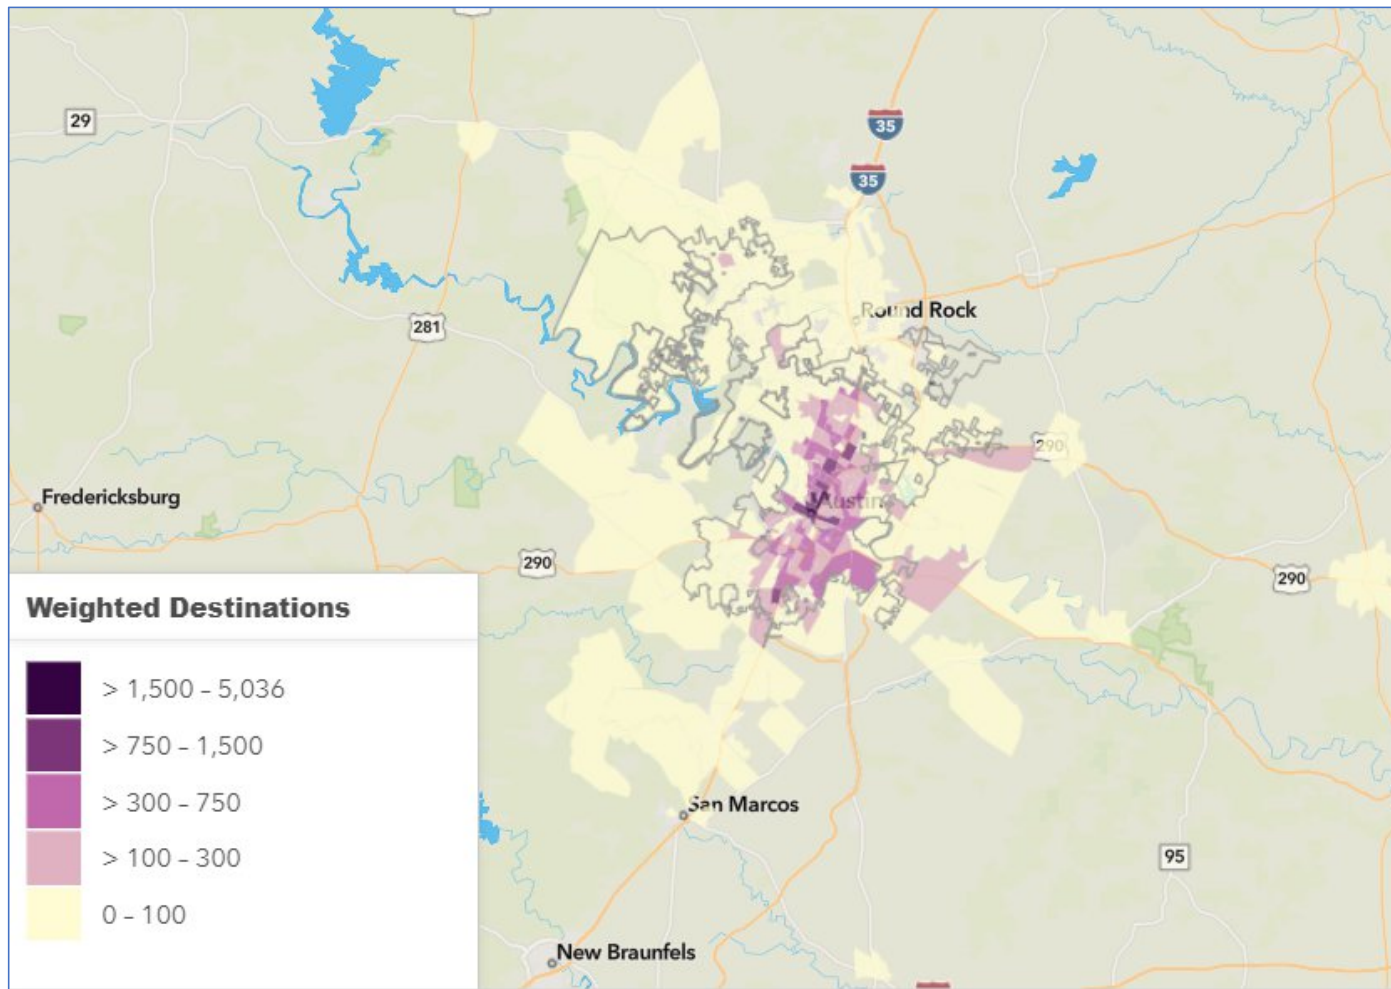 29
35
35
Round Rock
281
290
Fredericksburg
Austin
290
290
Weighted Destinations
> 1,500 – 5,036
> 750 – 1,500
> 300 – 750
> 100 – 300
0 – 100
San Marcos
95
New Braunfels